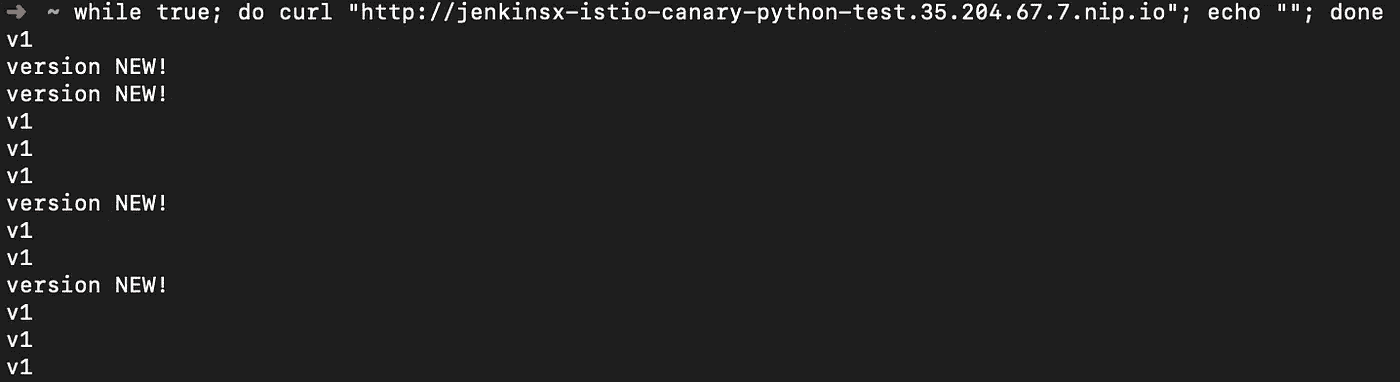 ➜ ~ while true; do curl "http://jenkinsx-istio-canary-python-test.35.204.67.7.nip.io"; echo ""; done
v1
version NEW!
version NEW!
v1
v1
v1
version NEW!
v1
v1
version NEW!
v1
v1
v1